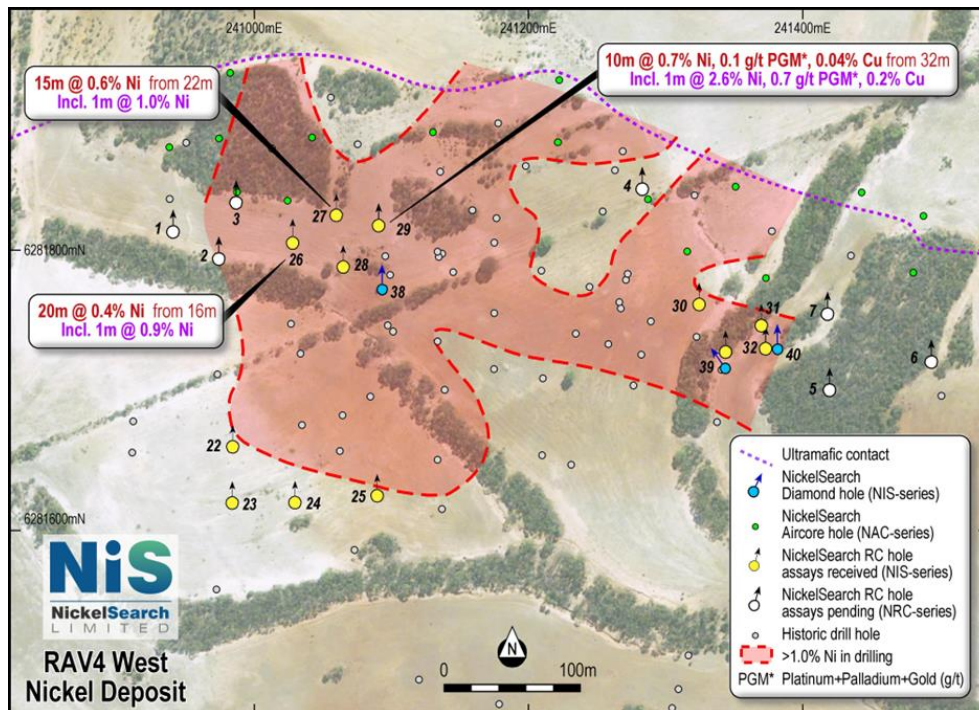 241000mE
241200mE
241400mE
15m @ 0.6% Ni from 22m
Incl. 1m @ 1.0% Ni
10m @ 0.7% Ni, 0.1 g/t PGM*, 0.04% Cu from 32m
Incl. 1m @ 2.6% Ni, 0.7 g/t PGM*, 0.2% Cu
4
3
27
29
1
6281800mN
2
26
28
38
20m @ 0.4% Ni from 16m
Incl. 1m @ 0.9% Ni
30
31
7
32
40
39
6
5
22
23
24
25
6281600mN
Ultramafic contact
NickelSearch
Diamond hole (NIS-series)
NickelSearch
Aircore hole (NAC-series)
NickelSearch RC hole
assays received (NIS-series)
NickelSearch RC hole
assays pending (NRC-series)
Historic drill hole
>1.0% Ni in drilling
PGM* Platinum+Palladium+Gold (g/t)
NiS
NickelSearch
LIMITED
RAV4 West
Nickel Deposit
N
0 100m